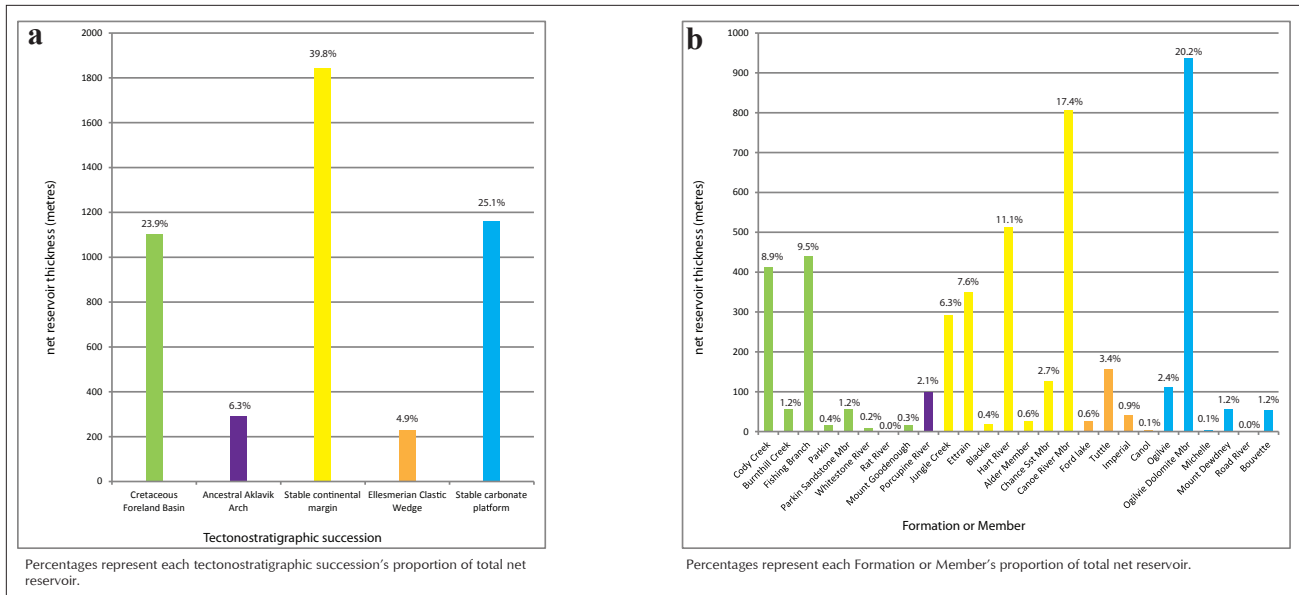 a
2000
1800
1600
1400
1200
1000
800
600
400
200
0
net reservoir thickness (metres)
23.9%
6.3%
39.8%
4.9%
25.1%
Cretaceous
Foreland Basin
Ancestral Aklavik
Arch
Stable continental
margin
Ellesmerian Clastic
Wedge
Stable carbonate
platform
Tectonostratigraphic succession
Percentages represent each tectonostratigraphic succession's proportion of total net
reservoir.
b
1000
900
800
700
600
500
400
300
200
100
0
net reservoir thickness (metres)
8.9%
1.2%
9.5%
0.4%
1.2%
0.2%
0.0%
0.3%
2.1%
6.3%
7.6%
0.4%
11.1%
0.6%
2.7%
17.4%
0.6%
3.4%
0.9%
0.1%
2.4%
20.2%
0.1%
1.2%
0.0%
1.2%
Cody Creek
Burnthill Creek
Fishing Branch
Parkin
Parkin Sandstone Mbr
Whitestone River
Rat River
Mount Goodenough
Porcupine River
Jungle Creek
Ettrain
Blackie
Hart River
Alder Member
Chance Sst Mbr
Canoe River Mbr
Ford lake
Tuttle
Imperial
Canol
Ogilvie
Ogilvie Dolomite Mbr
Michelle
Mount Dewdney
Road River
Bouvette
Formation or Member
Percentages represent each Formation or Member's proportion of total net reservoir.